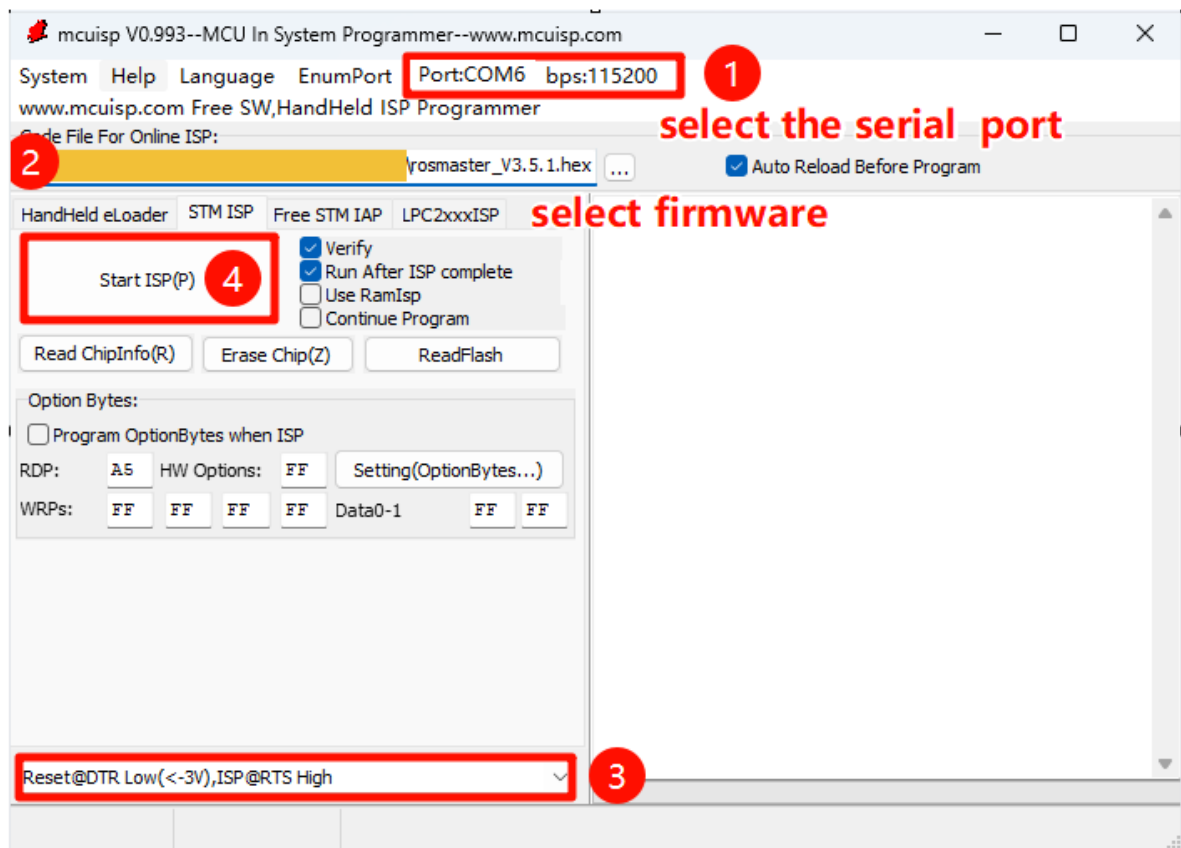 mcuisp V0.993--MCU In System Programmer--www.mcuisp.com
System Help Language EnumPort Port:COM6 bps:115200 1
www.mcuisp.com Free SW,HandHeld ISP Programmer
select the serial port
Code File For Online ISP:
2 \rosmaster_V3.5.1.hex ... Auto Reload Before Program
HandHeld eLoader STM ISP Free STM IAP LPC2xxxISP select firmware
Start ISP(P) 4
Verify
Run After ISP complete
Use RamIsp
Continue Program
Read ChipInfo(R) Erase Chip(Z) ReadFlash
Option Bytes:
Program OptionBytes when ISP
RDP: A5 HW Options: FF Setting(OptionBytes...)
WRPs: FF FF FF FF Data0-1 FF FF
Reset@DTR Low(<-3V),ISP@RTS High 3